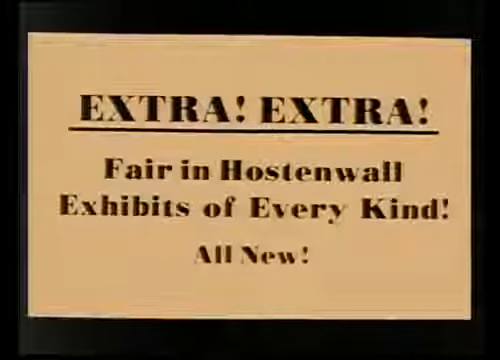 EXTRA! EXTRA!
Fair in Hostenwall
Exhibits of Every Kind!
All New!